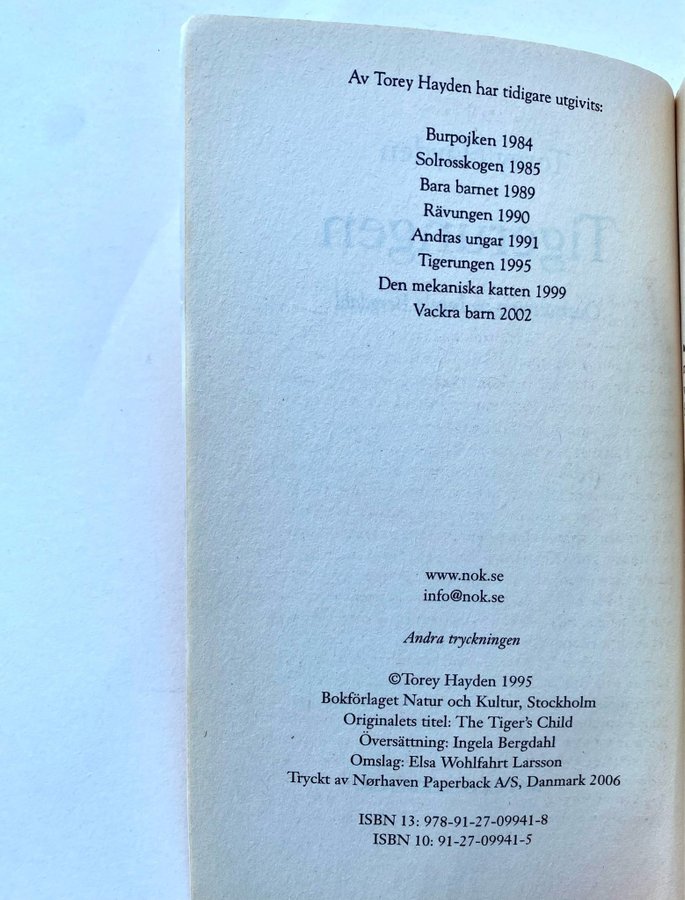 Av Torey Hayden har tidigare utgivits:
Burpojken 1984
Solrosskogen 1985
Bara barnet 1989
Rävungen 1990
Andras ungar 1991
Tigerungen 1995
Den mekaniska katten 1999
Vackra barn 2002
www.nok.se
info@nok.se
Andra tryckningen
©Torey Hayden 1995
Bokförlaget Natur och Kultur, Stockholm
Originalets titel: The Tiger's Child
Översättning: Ingela Bergdahl
Omslag: Elsa Wohlfahrt Larsson
Tryckt av Nørhaven Paperback A/S, Danmark 2006
ISBN 13: 978-91-27-09941-8
ISBN 10: 91-27-09941-5